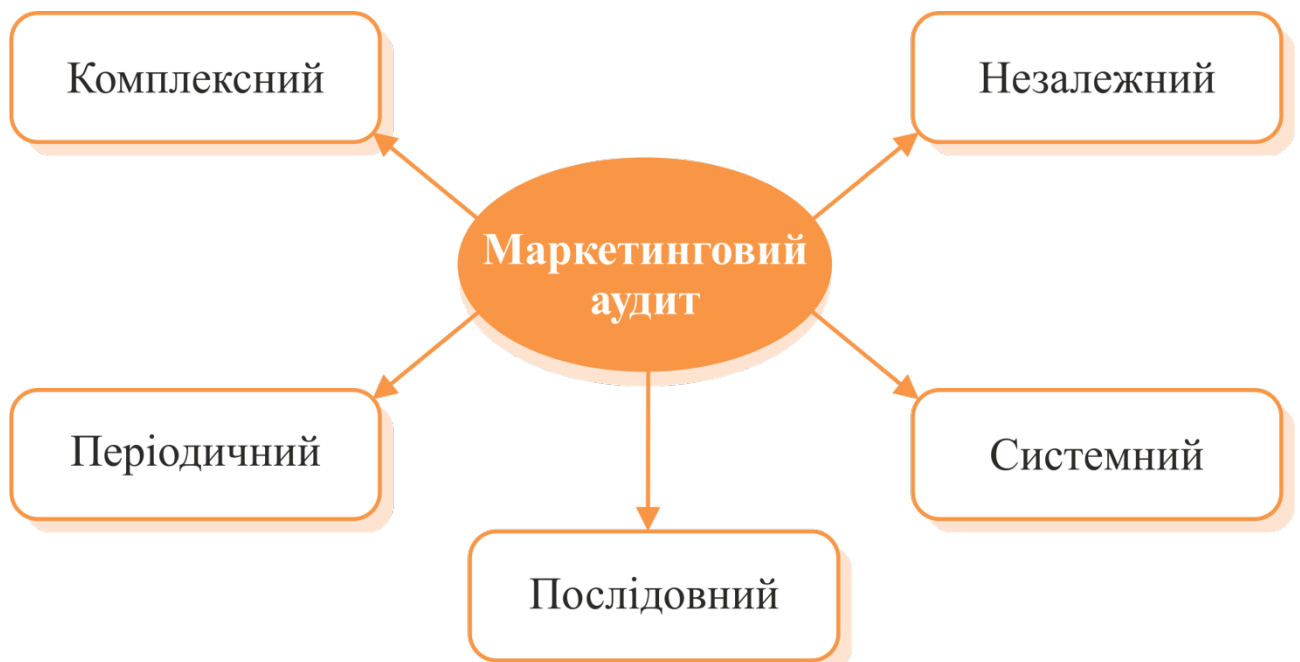 Комплексний
Незалежний
Маркетинговий
аудит
Періодичний
Системний
Послідовний